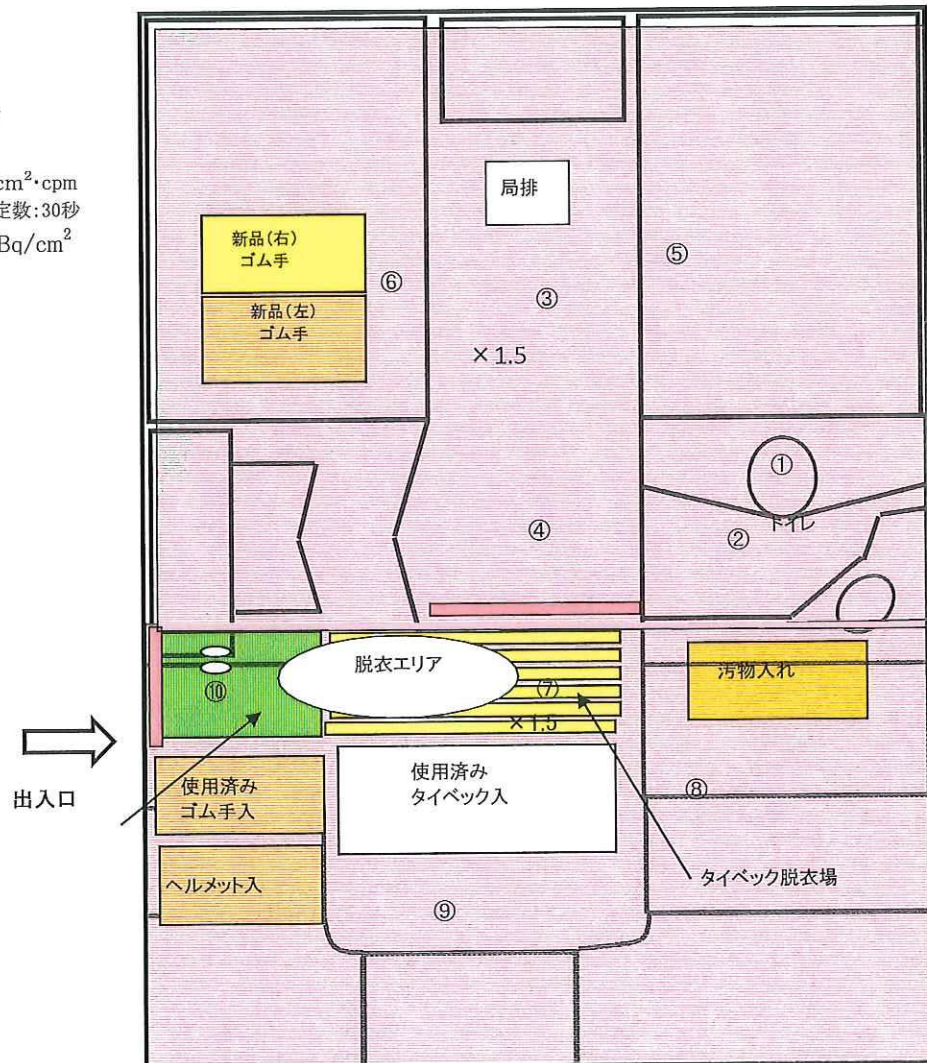 cm²・cpm
定数:30秒
Bq/cm²
局排
新品(右)
ゴム手
新品(左)
ゴム手
⑥
③
⑤
×1.5
①
トイレ
②
④
脱衣エリア
⑦
×1.5
⑩
汚物入れ
出入口
使用済み
ゴム手入
使用済み
タイベック入
⑧
ヘルメット入
タイベック脱衣場
⑨